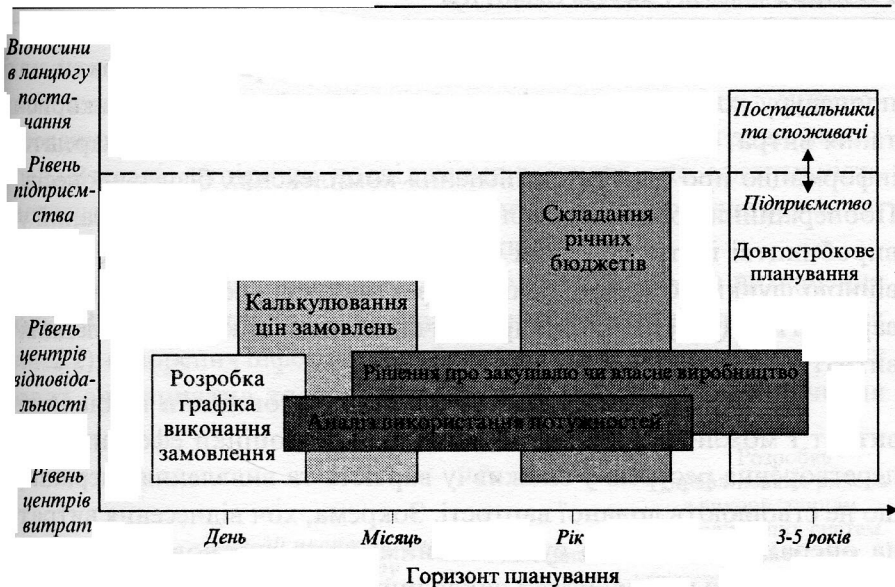 Віоносини
в ланцюгу
поста-
чання
Рівень
підприєм-
ства
Рівень
центрів
відповіда-
льності
Рівень
центрів
витрат
Постачальники
та споживачі
Підприємство
Довгострокове
планування
Складання
річних
бюджетів
Калькулювання
цін замовлень
Рішення про закупівлю чи власне виробництво
Розробка
графіка
виконання
замовлення
Аналіз використання потужностей
День Місяць Рік 3-5 років
Горизонт планування